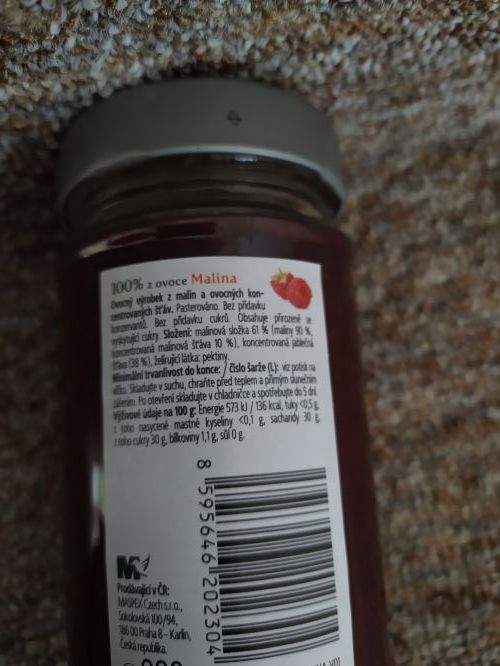 100% z ovoce Malina
Ovocný výrobek z malin a ovocných kon-
centrovaných šťáv. Pasterováno. Bez přídavku
konzervantů. Bez přídavku cukrů. Obsahuje přirozeně se
vyskytující cukry. Složení: malinová složka 61 % (maliny 90 %,
koncentrovaná malinová šťáva 10 %), koncentrovaná jablečná
šťáva (38 %), želírující látka: pektiny.
Minimální trvanlivost do konce: / číslo šarže (L): viz potisk na
víčku. Skladujte v suchu, chraňte před teplem a přímým slunečním
zářením. Po otevření skladujte v chladničce a spotřebujte do 5 dní.
Výživové údaje na 100 g: Energie 573 kJ / 136 kcal, tuky <0,5 g,
z toho nasycené mastné kyseliny <0,1 g, sacharidy 30 g,
z toho cukry 30 g, bílkoviny 1,1 g, sůl 0 g.
8 595646 202304
Prodávající v ČR:
MASPEX Czech s.r.o.,
Sokolovská 100/94,
186 00 Praha 8 – Karlín,
Česká republika.